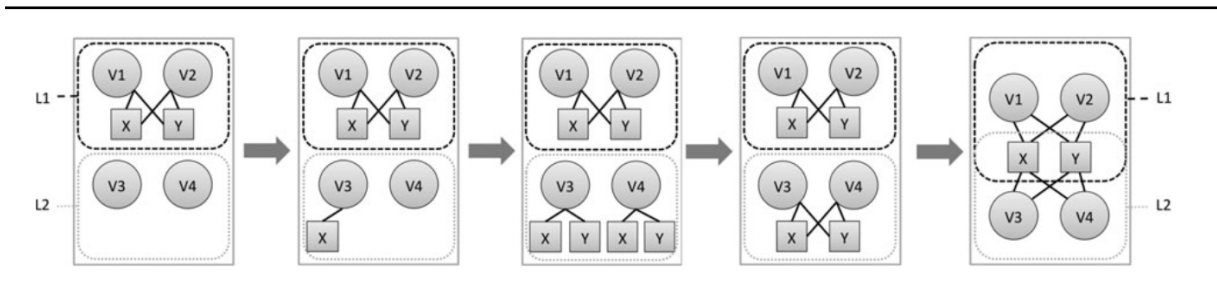 V1 V2 V1 V2 V1 V2 V1 V2
L1 V1 V2 L1
X Y X Y X Y X Y
X Y
V3 V4 V3 V4 V3 V4 V3 V4
L2 L2
V3 V4
X X Y X Y X Y